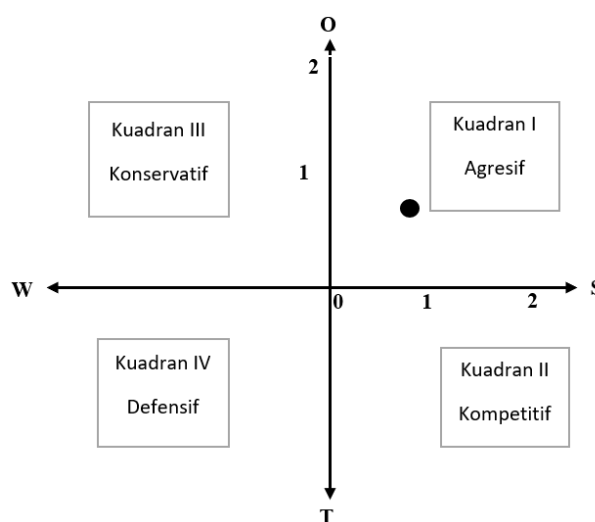 O
2
Kuadran III
Konservatif
Kuadran I
Agresif
1
W
S
0
1
2
Kuadran IV
Defensif
Kuadran II
Kompetitif
T